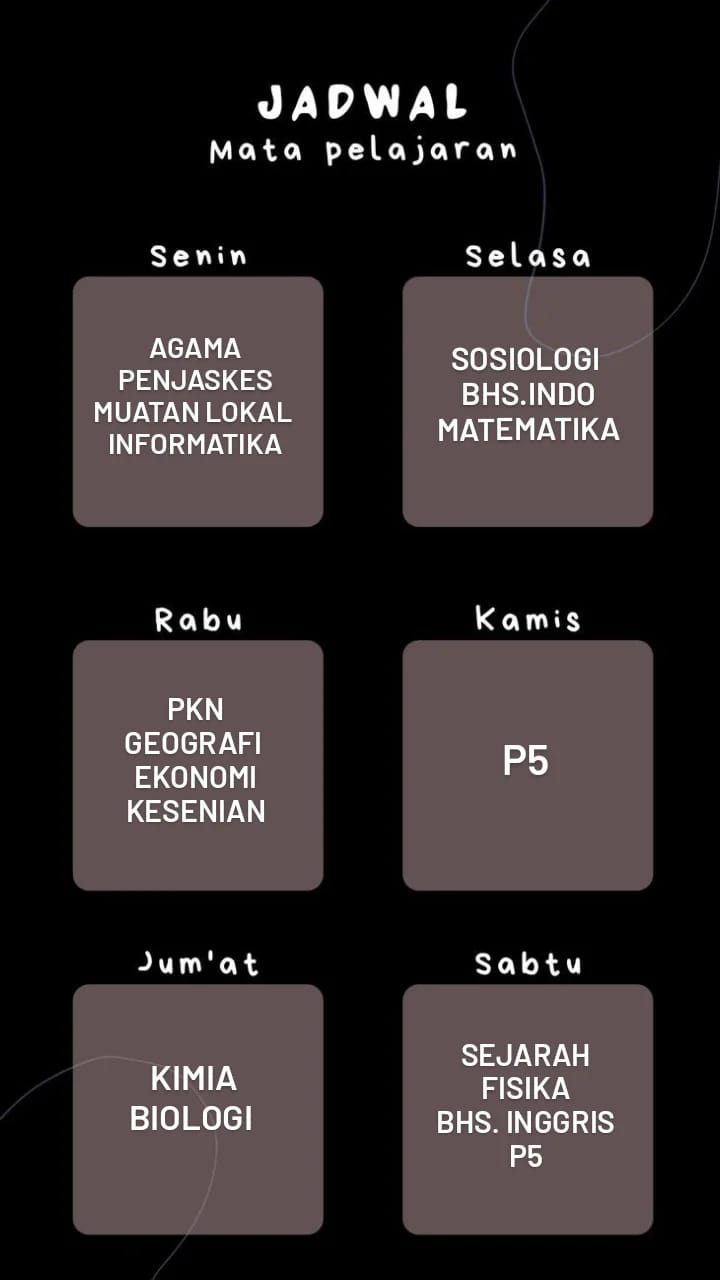 JADWAL
Mata pelajaran
Senin
AGAMA
PENJASKES
MUATAN LOKAL
INFORMATIKA
Selasa
SOSIOLOGI
BHS.INDO
MATEMATIKA
Rabu
PKN
GEOGRAFI
EKONOMI
KESENIAN
Kamis
P5
Jum'at
KIMIA
BIOLOGI
Sabtu
SEJARAH
FISIKA
BHS. INGGRIS
P5